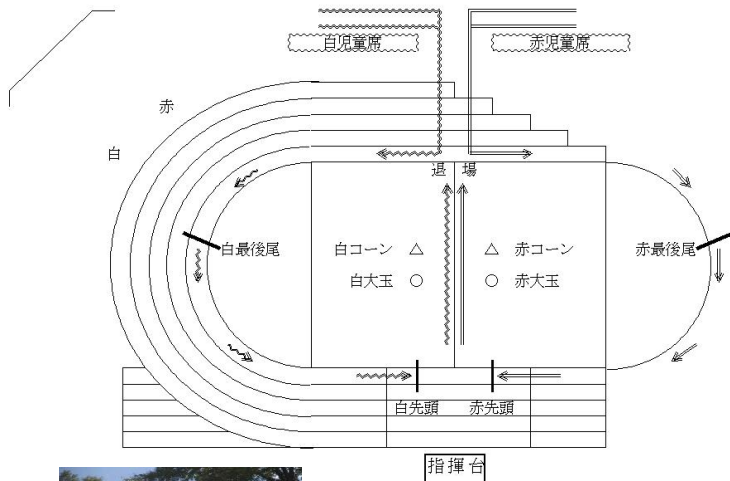 白児童席 赤児童席
赤
白
退 場
白最後尾 白コーン △ △ 赤コーン 赤最後尾
白大玉 ○ ○ 赤大玉
白先頭 赤先頭
指揮台